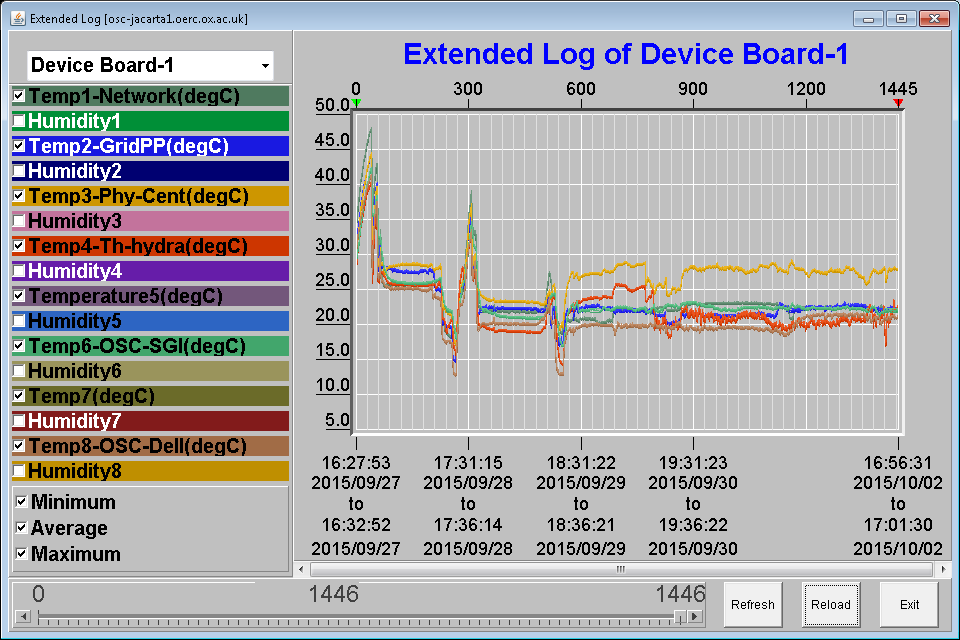 Extended Log [osc-jacarta1.oerc.ox.ac.uk]
Device Board-1
Temp1-Network(degC)
Humidity1
Temp2-GridPP(degC)
Humidity2
Temp3-Phy-Cent(degC)
Humidity3
Temp4-Th-hydra(degC)
Humidity4
Temperature5(degC)
Humidity5
Temp6-OSC-SGI(degC)
Humidity6
Temp7(degC)
Humidity7
Temp8-OSC-Dell(degC)
Humidity8
Minimum
Average
Maximum
Extended Log of Device Board-1
0 300 600 900 1200 1445
50.0
45.0
40.0
35.0
30.0
25.0
20.0
15.0
10.0
5.0
16:27:53 17:31:15 18:31:22 19:31:23 16:56:31
2015/09/27 2015/09/28 2015/09/29 2015/09/30 2015/10/02
to to to to to
16:32:52 17:36:14 18:36:21 19:36:22 17:01:30
2015/09/27 2015/09/28 2015/09/29 2015/09/30 2015/10/02
0 1446 1446
Refresh Reload Exit